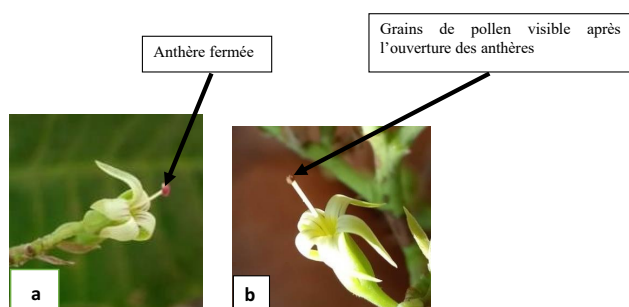 Anthère fermée
Grains de pollen visible après
l’ouverture des anthères
a
b